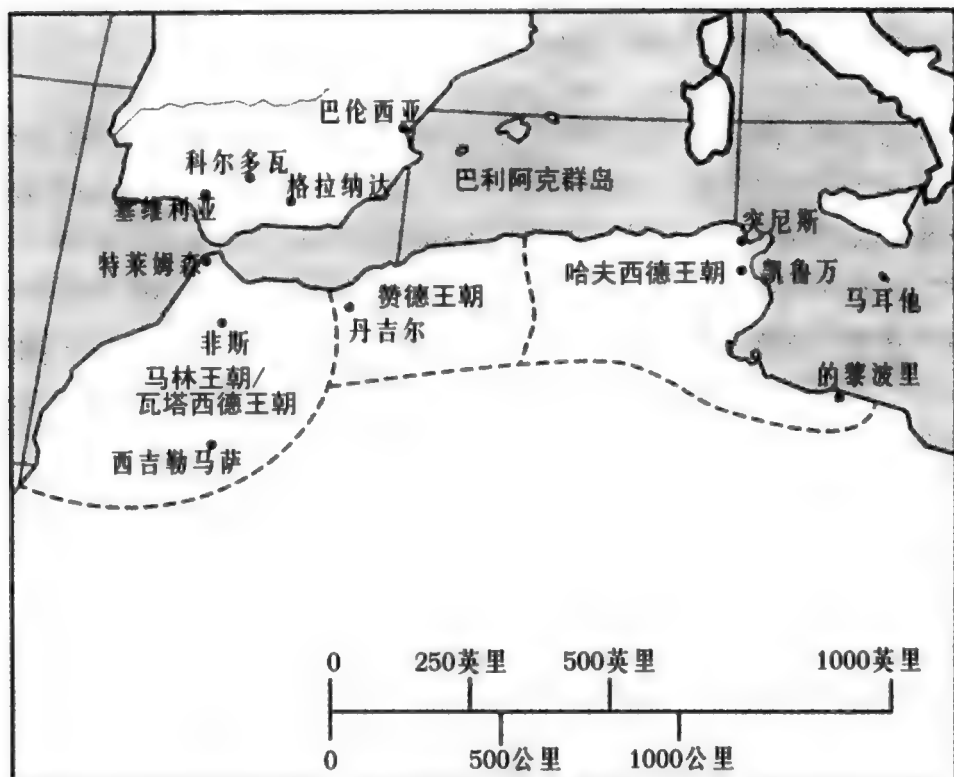 巴伦西亚
科尔多瓦
格拉纳达
巴利阿克群岛
塞维利亚
突尼斯
特莱姆森
哈夫西德王朝
凯鲁万
赞德王朝
马耳他
丹吉尔
非斯
的黎波里
马林王朝/
瓦塔西德王朝
西吉勒马萨
0 250英里 500英里 1000英里
0 500公里 1000公里